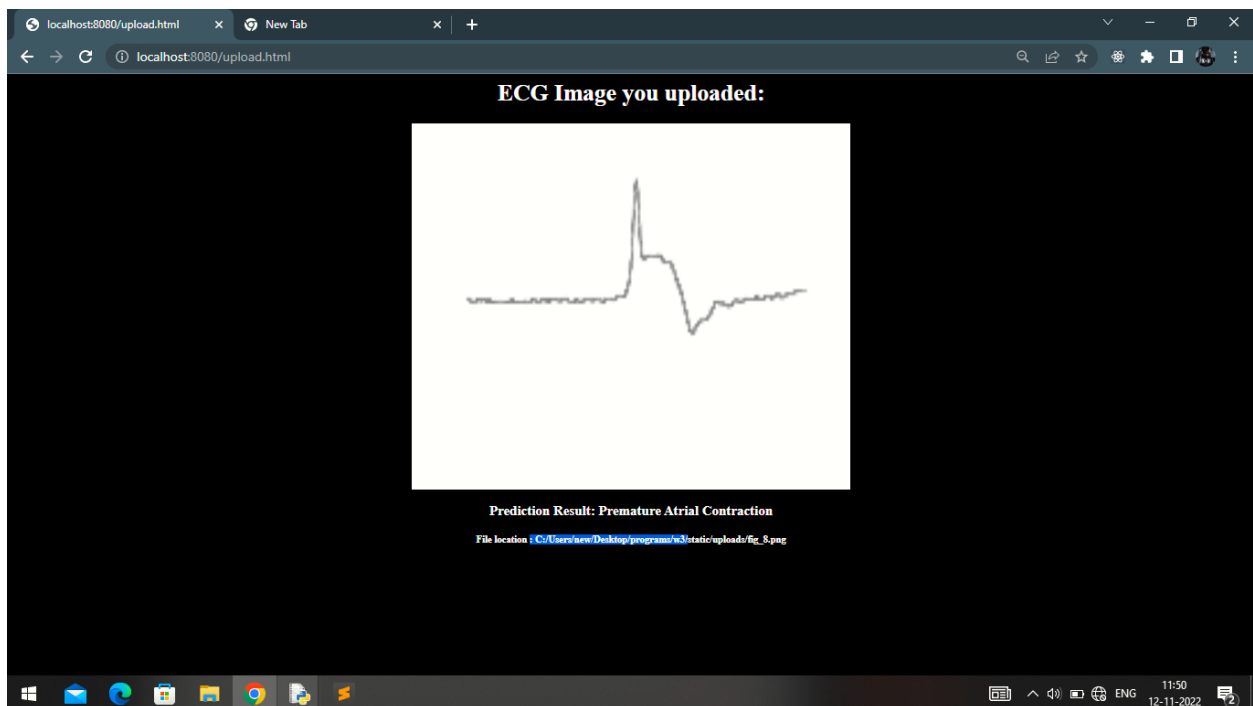 localhost:8080/upload.html
New Tab
localhost:8080/upload.html
ECG Image you uploaded:
Prediction Result: Premature Atrial Contraction
File location : C:/Users/new/Desktop/programs/w3/static/uploads/fig_8.png
ENG
11:50
12-11-2022
2